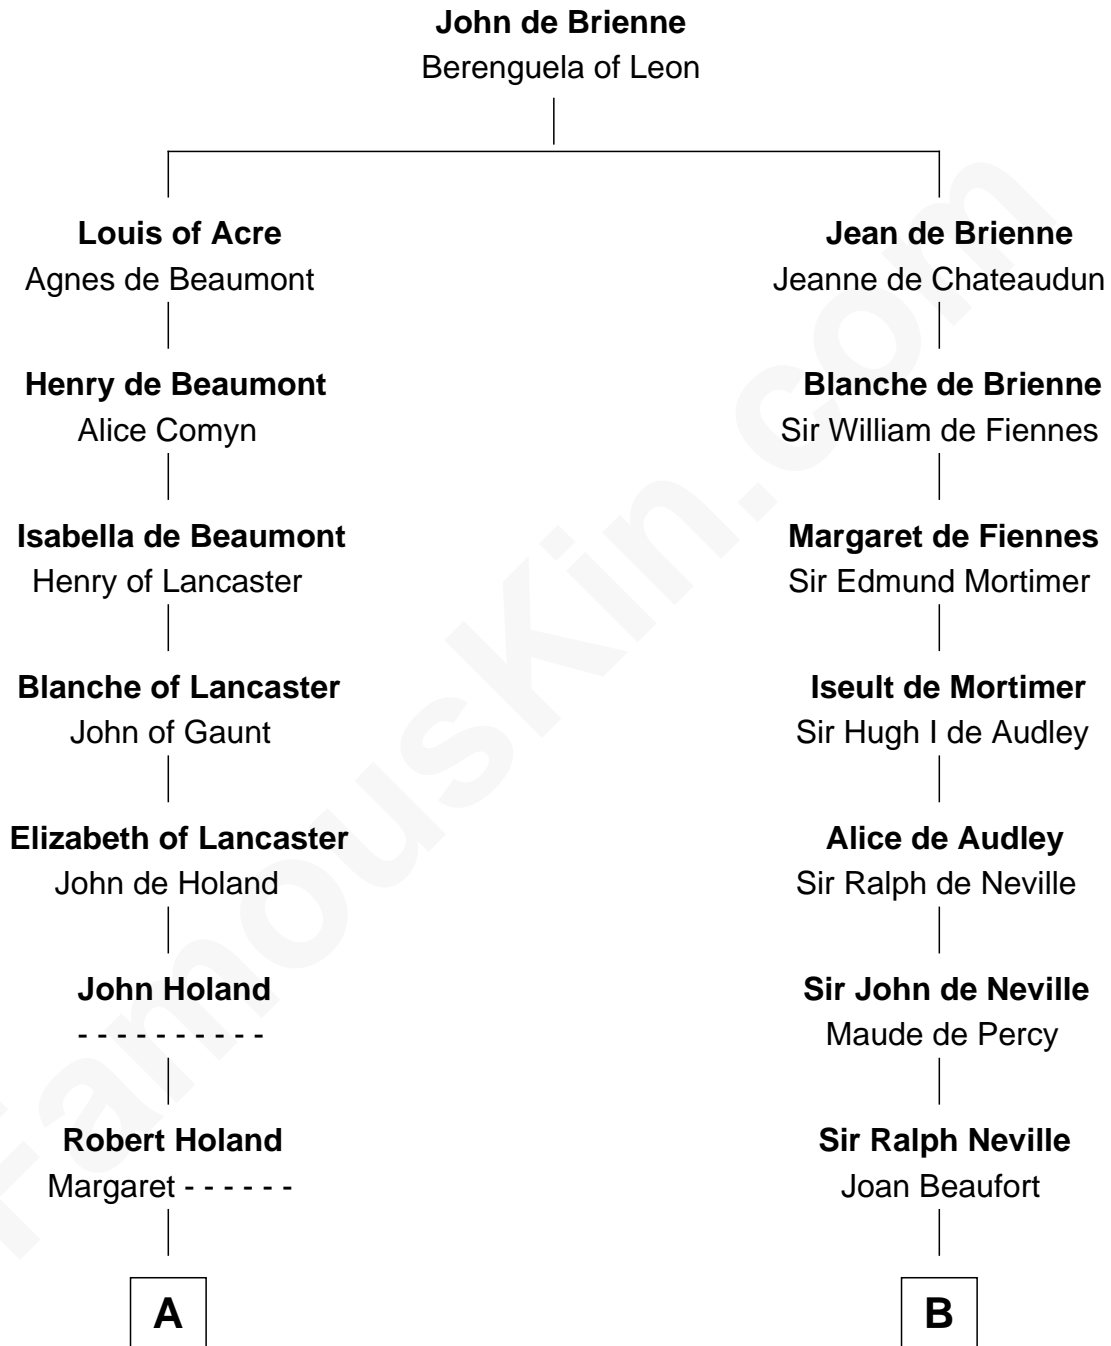 John de Brienne
Berenguela of Leon
Louis of Acre
Agnes de Beaumont
Henry de Beaumont
Alice Comyn
Isabella de Beaumont
Henry of Lancaster
Blanche of Lancaster
John of Gaunt
Elizabeth of Lancaster
John de Holand
John Holand
- - - - - - - - - -
Robert Holand
Margaret - - - - - -
A
Jean de Brienne
Jeanne de Chateaudun
Blanche de Brienne
Sir William de Fiennes
Margaret de Fiennes
Sir Edmund Mortimer
Iseult de Mortimer
Sir Hugh I de Audley
Alice de Audley
Sir Ralph de Neville
Sir John de Neville
Maude de Percy
Sir Ralph Neville
Joan Beaufort
B
FamousKin.com